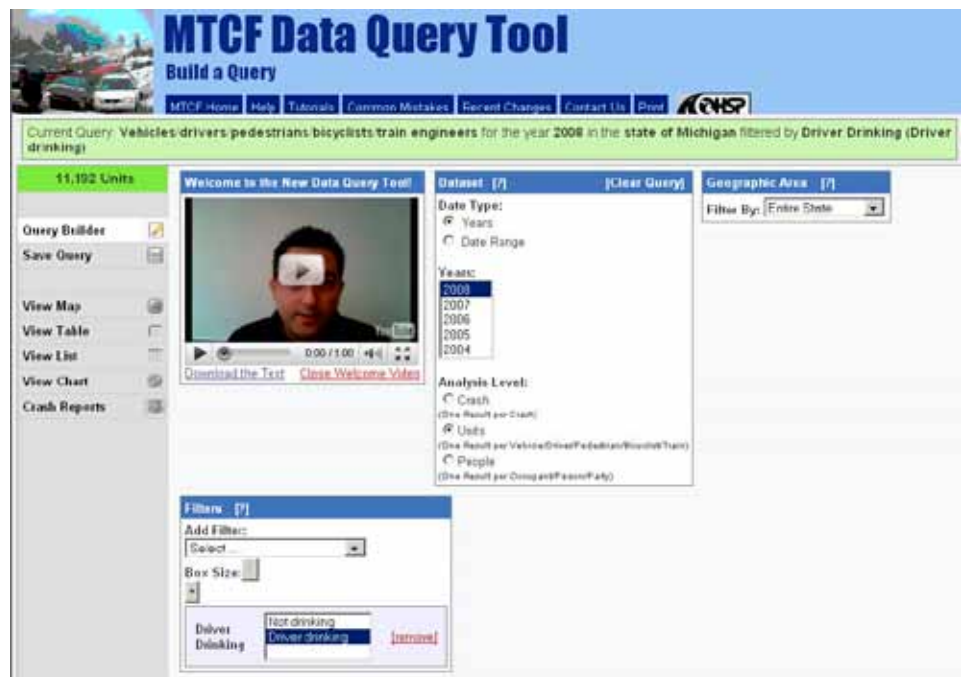 MTCF Data Query Tool
Build a Query
MTCF Home Help Tutorials Common Mistakes Recent Changes Contact Us Print OHSP
Current Query: Vehicles/drivers/pedestrians/bicyclists/train engineers for the year 2008 in the state of Michigan filtered by Driver Drinking (Driver
drinking)
11,192 Units
Query Builder
Save Query
View Map
View Table
View List
View Chart
Crash Reports
Welcome to the New Data Query Tool!
YouTube
0:00 / 1:00
Download the Text Close Welcome Video
Dataset [?] [Clear Query]
Date Type:
Years
Date Range
Years:
2008
2007
2006
2005
2004
Analysis Level:
Crash
(One Result per Crash)
Units
(One Result per Vehicle/Driver/Pedestrian/Bicyclist/Train)
People
(One Result per Occupant/Person/Party)
Geographic Area [?]
Filter By: Entire State
Filters [?]
Add Filter:
Select ...
Box Size:
+
Driver
Drinking
Not drinking
Driver drinking
[remove]